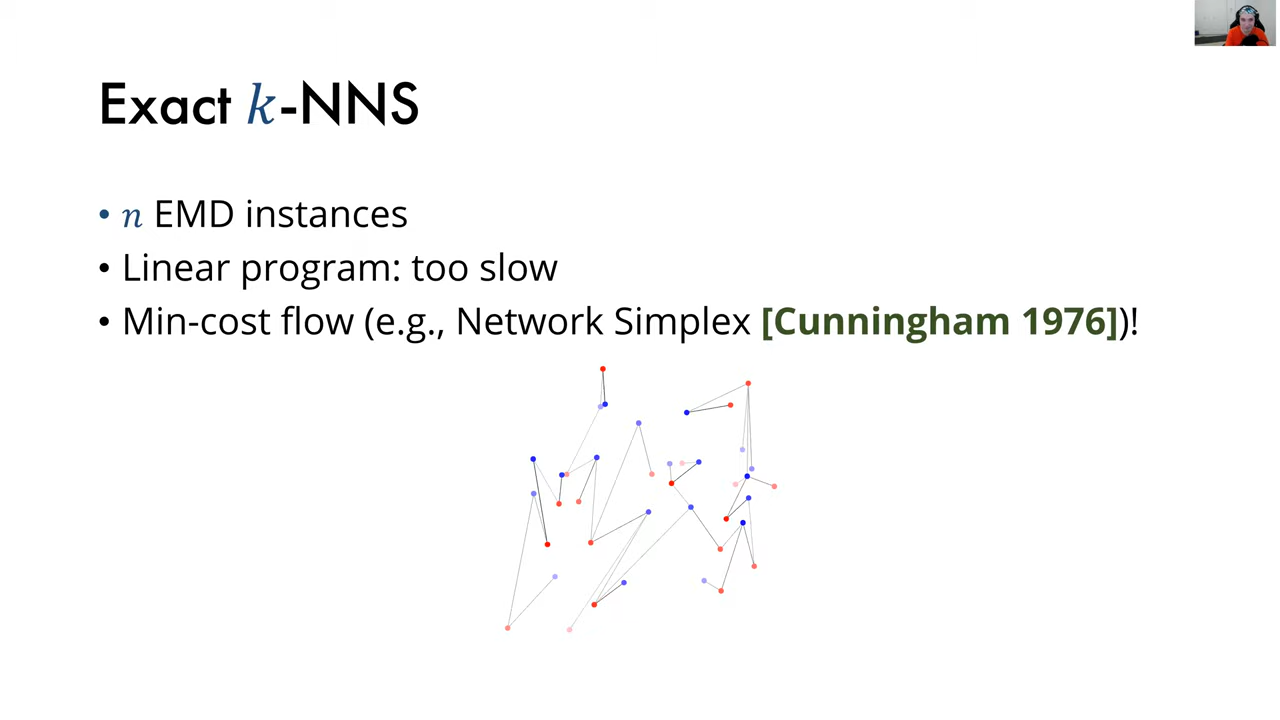 Exact k-NNS
• n EMD instances
• Linear program: too slow
• Min-cost flow (e.g., Network Simplex [Cunningham 1976])!